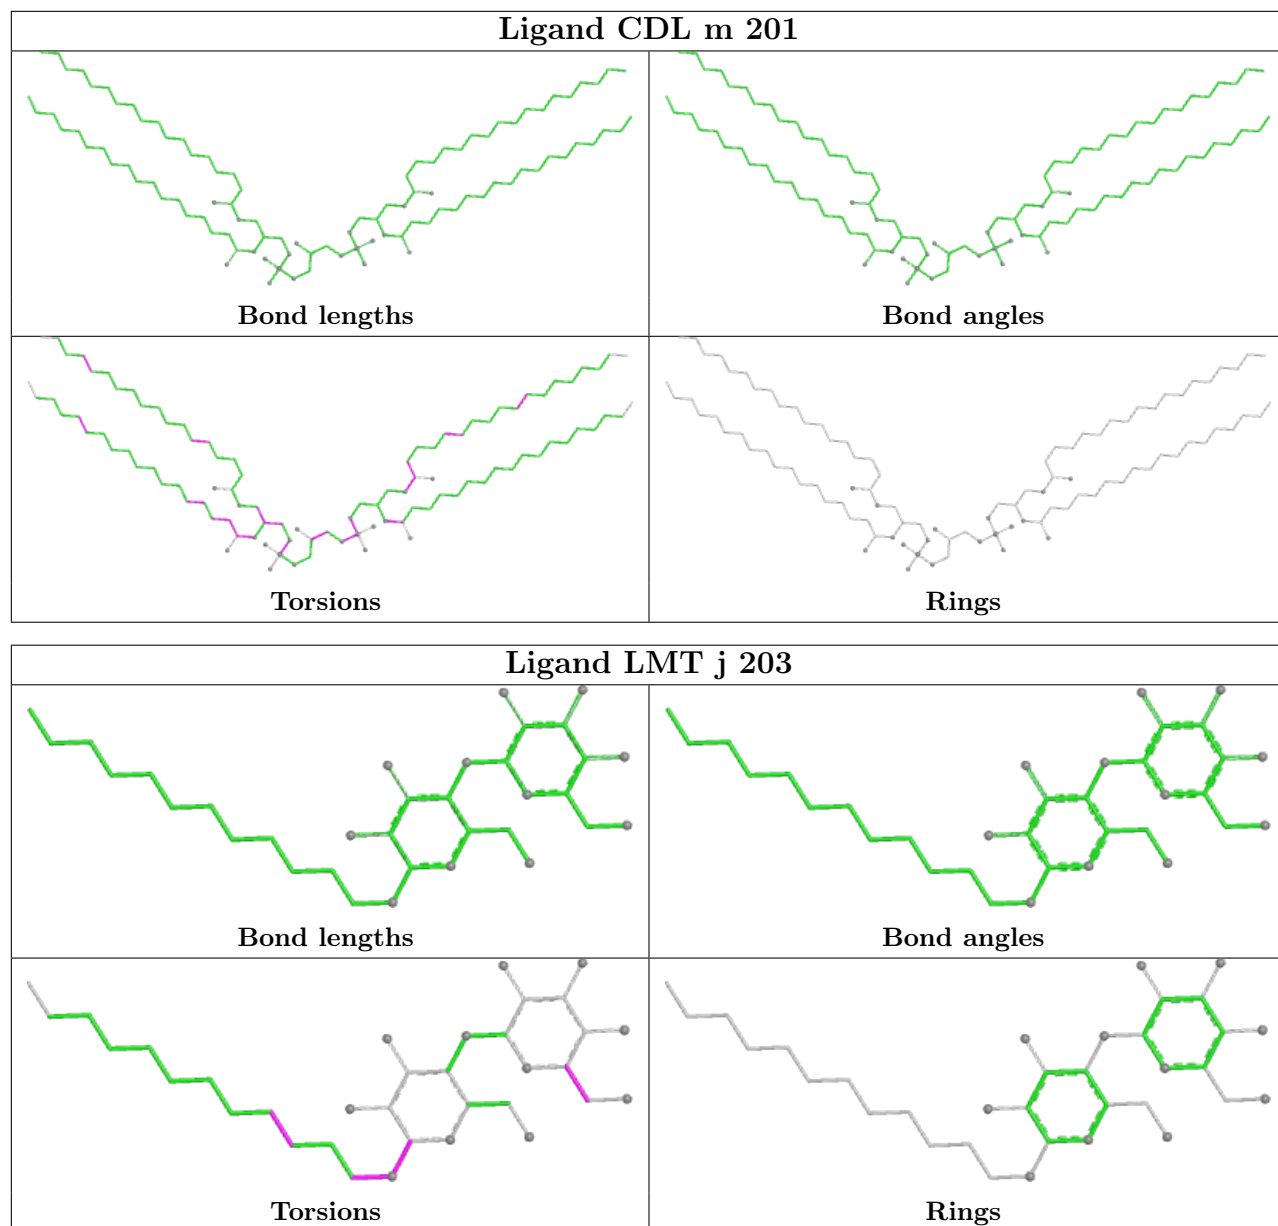 Ligand CDL m 201
Bond lengths
Bond angles
Torsions
Rings
Ligand LMT j 203
Bond lengths
Bond angles
Torsions
Rings